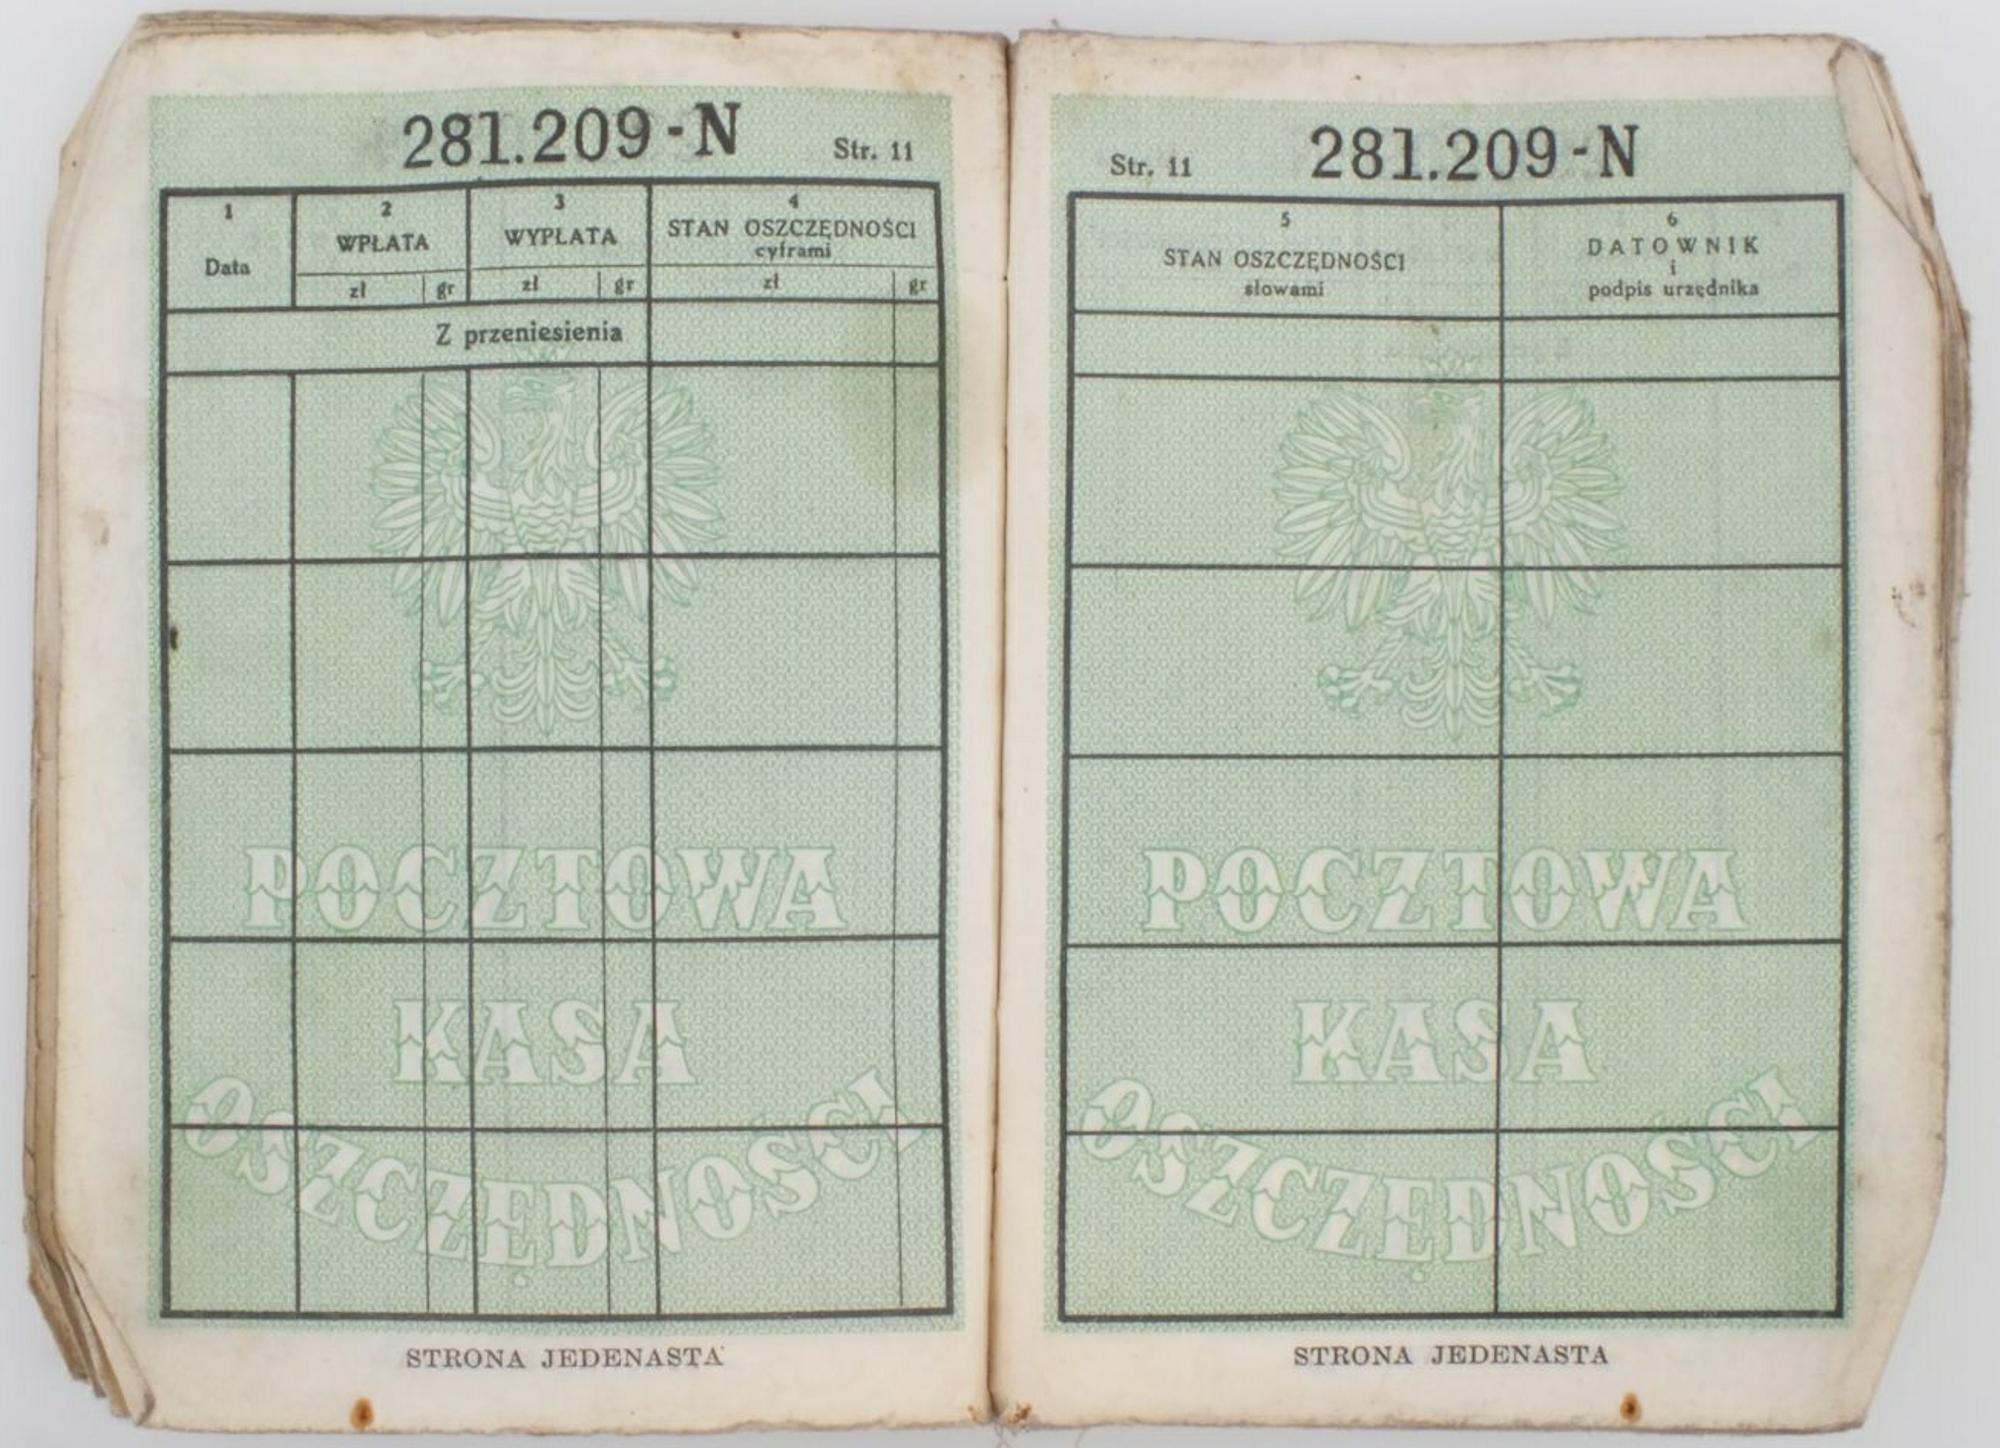 281.209-N Str. 11
1 2 3 4
Data WPŁATA WYPŁATA STAN OSZCZĘDNOŚCI
cyframi
zł gr zł gr zł gr
Z przeniesienia
POCZTOWA
KASA
OSZCZĘDNOŚCI
STRONA JEDENASTA
Str. 11 281.209-N
5 6
STAN OSZCZĘDNOŚCI DATOWNIK
i
słowami podpis urzędnika
POCZTOWA
KASA
OSZCZĘDNOŚCI
STRONA JEDENASTA